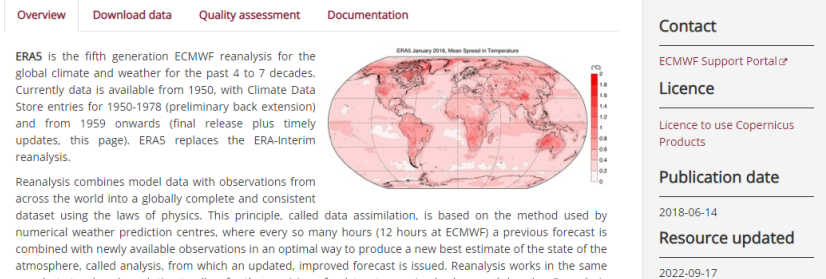 Overview
Download data
Quality assessment
Documentation
ERA5 is the fifth generation ECMWF reanalysis for the
global climate and weather for the past 4 to 7 decades.
Currently data is available from 1950, with Climate Data
Store entries for 1950-1978 (preliminary back extension)
and from 1959 onwards (final release plus timely
updates, this page). ERA5 replaces the ERA-Interim
reanalysis.
Reanalysis combines model data with observations from
across the world into a globally complete and consistent
dataset using the laws of physics. This principle, called data assimilation, is based on the method used by
numerical weather prediction centres, where every so many hours (12 hours at ECMWF) a previous forecast is
combined with newly available observations in an optimal way to produce a new best estimate of the state of the
atmosphere, called analysis, from which an updated, improved forecast is issued. Reanalysis works in the same
ERA5 January 2016, Mean Spread in Temperature
(°C)
2
1.8
1.6
1.4
1.2
1
0.8
0.6
0.4
0.2
0
Contact
ECMWF Support Portal
Licence
Licence to use Copernicus
Products
Publication date
2018-06-14
Resource updated
2022-09-17